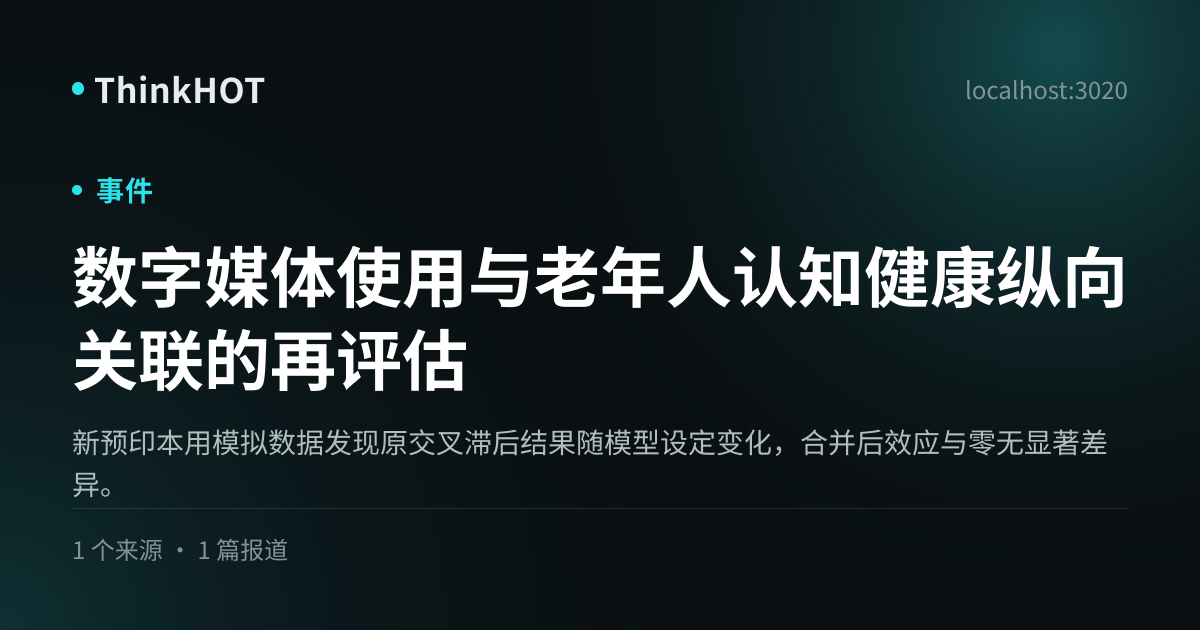 ThinkHOT
localhost:3020
事件
数字媒体使用与老年人认知健康纵向
关联的再评估
新预印本用模拟数据发现原交叉滞后结果随模型设定变化，合并后效应与零无显著差
异。
1 个来源 · 1 篇报道